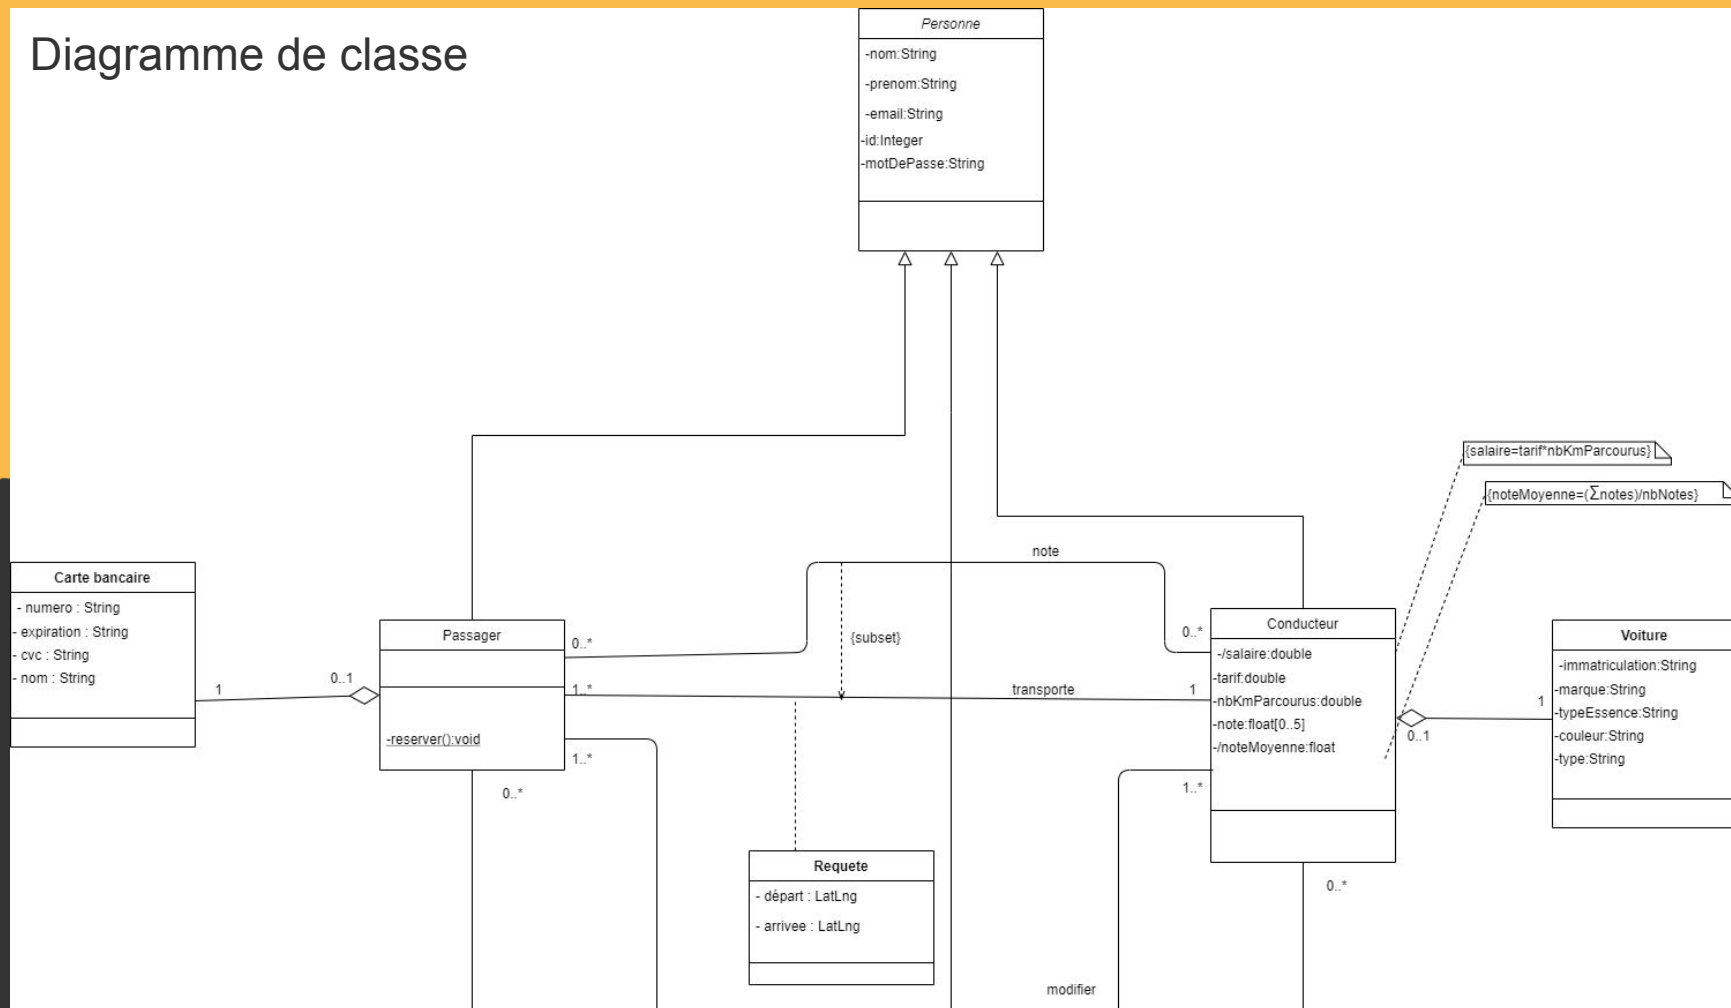 Diagramme de classe
Personne
-nom:String
-prenom:String
-email:String
-id:Integer
-motDePasse:String
{salaire=tarif*nbKmParcourus}
{noteMoyenne=(∑notes)/nbNotes}
note
Carte bancaire
- numero : String
- expiration : String
- cvc : String
- nom : String
1
0..1
Passager
-reserver():void
0..*
1..*
1..*
0..*
{subset}
transporte
0..*
1
1..*
0..*
Conducteur
-/salaire:double
-tarif:double
-nbKmParcourus:double
-note:float[0..5]
-/noteMoyenne:float
0..1
1
Voiture
-immatriculation:String
-marque:String
-typeEssence:String
-couleur:String
-type:String
Requete
- départ : LatLng
- arrivee : LatLng
modifier